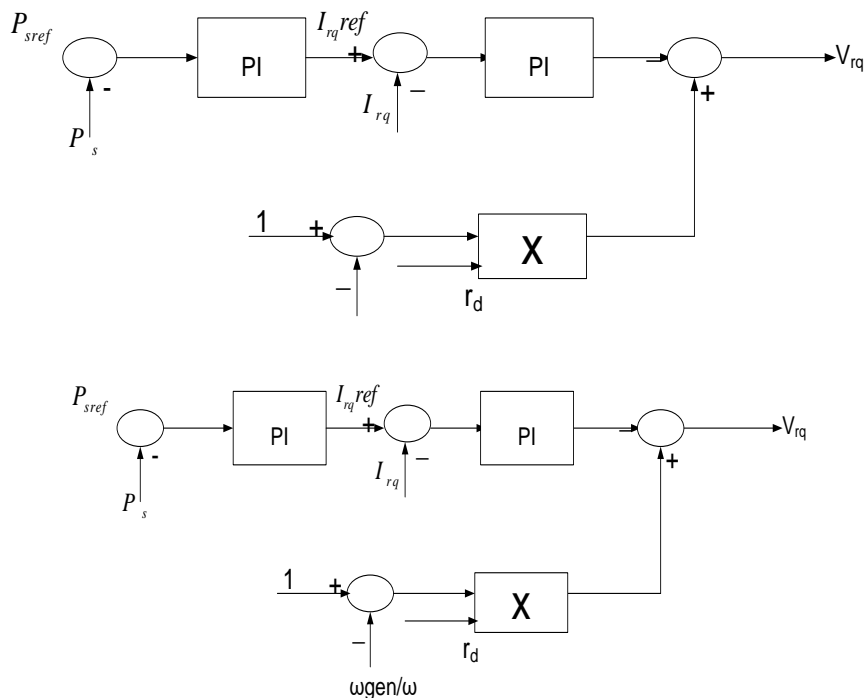 P_sref
I_rq ref
+
PI
PI
–
V_rq
-
P_s
–
I_rq
+
1
+
X
–
r_d
P_sref
I_rq ref
+
PI
PI
–
V_rq
-
P_s
–
I_rq
+
1
+
X
–
r_d
ωgen/ω